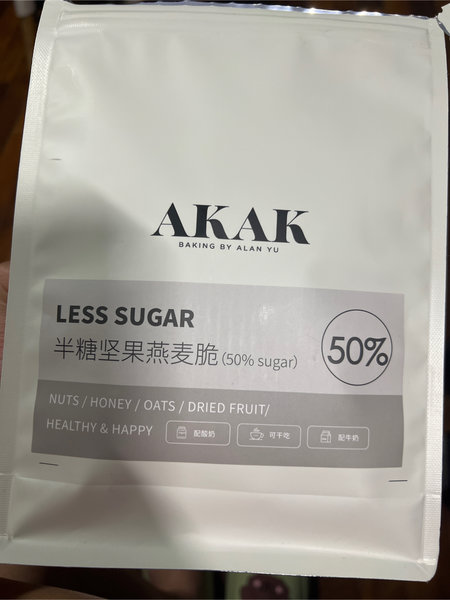 AKAK
BAKING BY ALAN YU
LESS SUGAR
半糖坚果燕麦脆 (50% sugar)
50%
NUTS / HONEY / OATS / DRIED FRUIT/
HEALTHY & HAPPY
配酸奶
可干吃
配牛奶